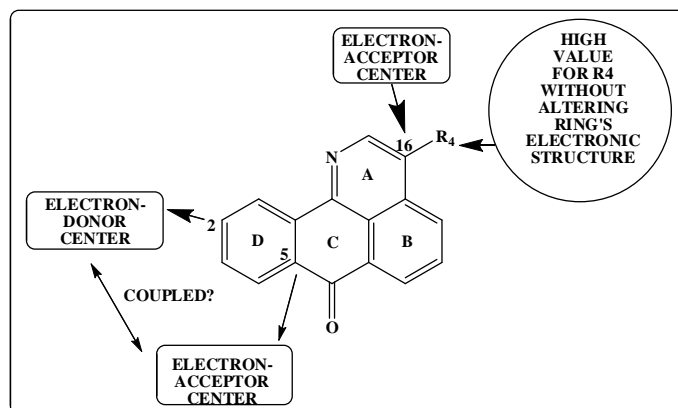 ELECTRON-
ACCEPTOR
CENTER
HIGH
VALUE
FOR R4
WITHOUT
ALTERING
RING'S
ELECTRONIC
STRUCTURE
16
R4
N
A
ELECTRON-
DONOR
CENTER
2
D
C
B
5
COUPLED?
O
ELECTRON-
ACCEPTOR
CENTER